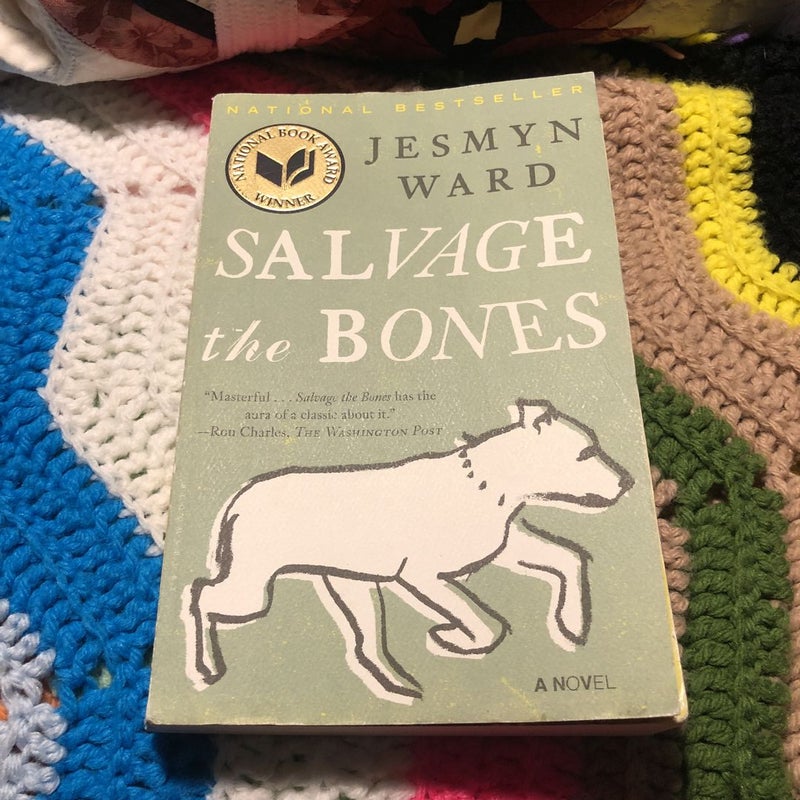 NATIONAL BESTSELLER
NATIONAL BOOK AWARD
WINNER
JESMYN
WARD
SALVAGE
the BONES
“Masterful . . . Salvage the Bones has the
aura of a classic about it.”
—Ron Charles, THE WASHINGTON POST
A NOVEL